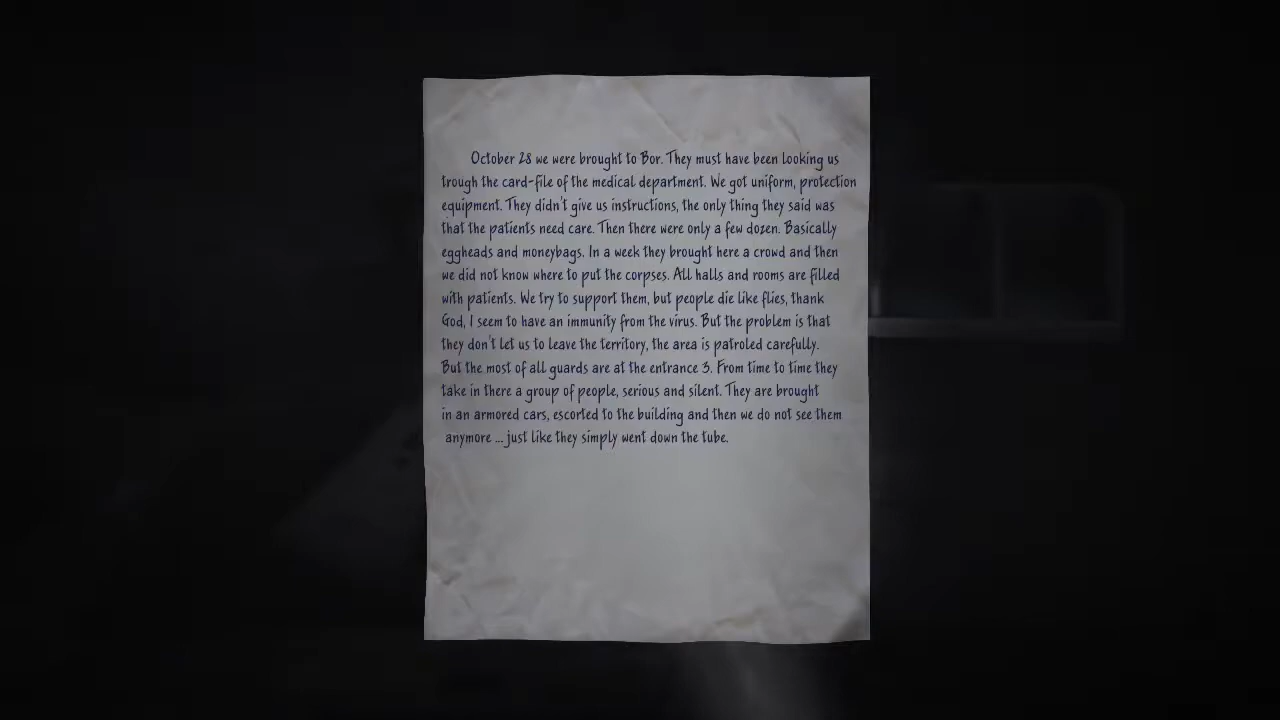 October 28 we were brought to Bor. They must have been looking us
trough the card-file of the medical department. We got uniform, protection
equipment. They didn't give us instructions, the only thing they said was
that the patients need care. Then there were only a few dozen. Basically
eggheads and moneybags. In a week they brought here a crowd and then
we did not know where to put the corpses. All halls and rooms are filled
with patients. We try to support them, but people die like flies, thank
God, I seem to have an immunity from the virus. But the problem is that
they don't let us to leave the territory, the area is patroled carefully.
But the most of all guards are at the entrance 3. From time to time they
take in there a group of people, serious and silent. They are brought
in an armored cars, escorted to the building and then we do not see them
anymore ... just like they simply went down the tube.